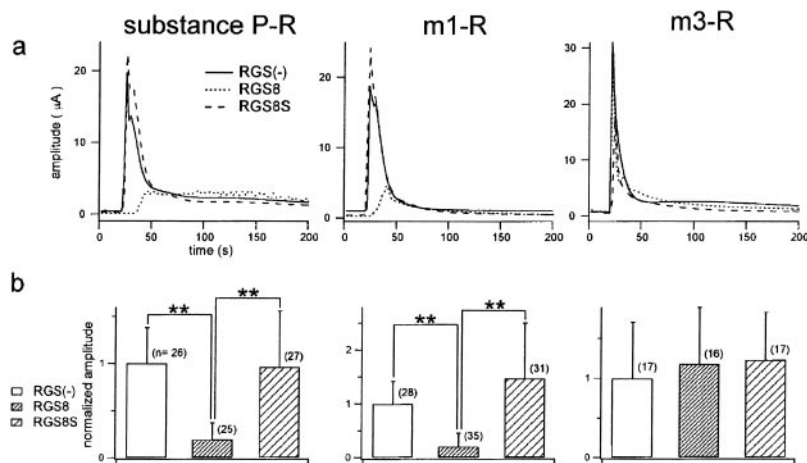 a
substance P-R
m1-R
m3-R
amplitude ( μA)
20
10
0
RGS(-)
RGS8
RGS8S
0 50 100 150 200
time (s)
20
10
0
0 50 100 150 200
30
20
10
0
0 50 100 150 200
b
normalized amplitude
RGS(-)
RGS8
RGS8S
1
0
** **
(n= 26)
(25)
(27)
2
1
0
** **
(28)
(35)
(31)
1
0
(17)
(16)
(17)